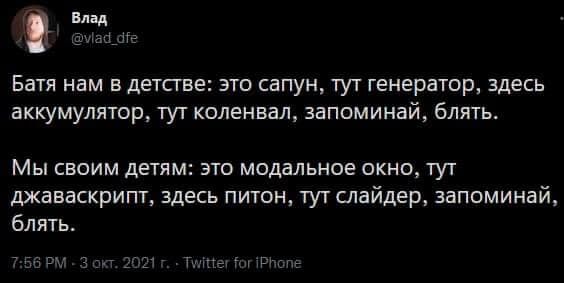 Влад
@vlad_dfe
Батя нам в детстве: это сапун, тут генератор, здесь
аккумулятор, тут коленвал, запоминай, блять.
Мы своим детям: это модальное окно, тут
джаваскрипт, здесь питон, тут слайдер, запоминай,
блять.
7:56 PM · 3 окт. 2021 г. · Twitter for iPhone